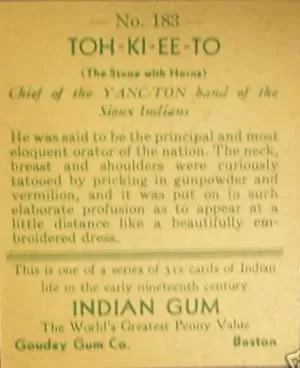 — No. 183 —
TOH-KI-EE-TO
(The Stone with Horns)
Chief of the YANC-TON band of the
Sioux Indians
He was said to be the principal and most
eloquent orator of the nation. The neck,
breast and shoulders were curiously
tatooed by pricking in gunpowder and
vermilion, and it was put on in such
elaborate profusion as to appear at a
little distance like a beautifully em-
broidered dress.
This is one of a series of 312 cards of Indian
life in the early nineteenth century
INDIAN GUM
The World's Greatest Penny Value
Goudey Gum Co. Boston